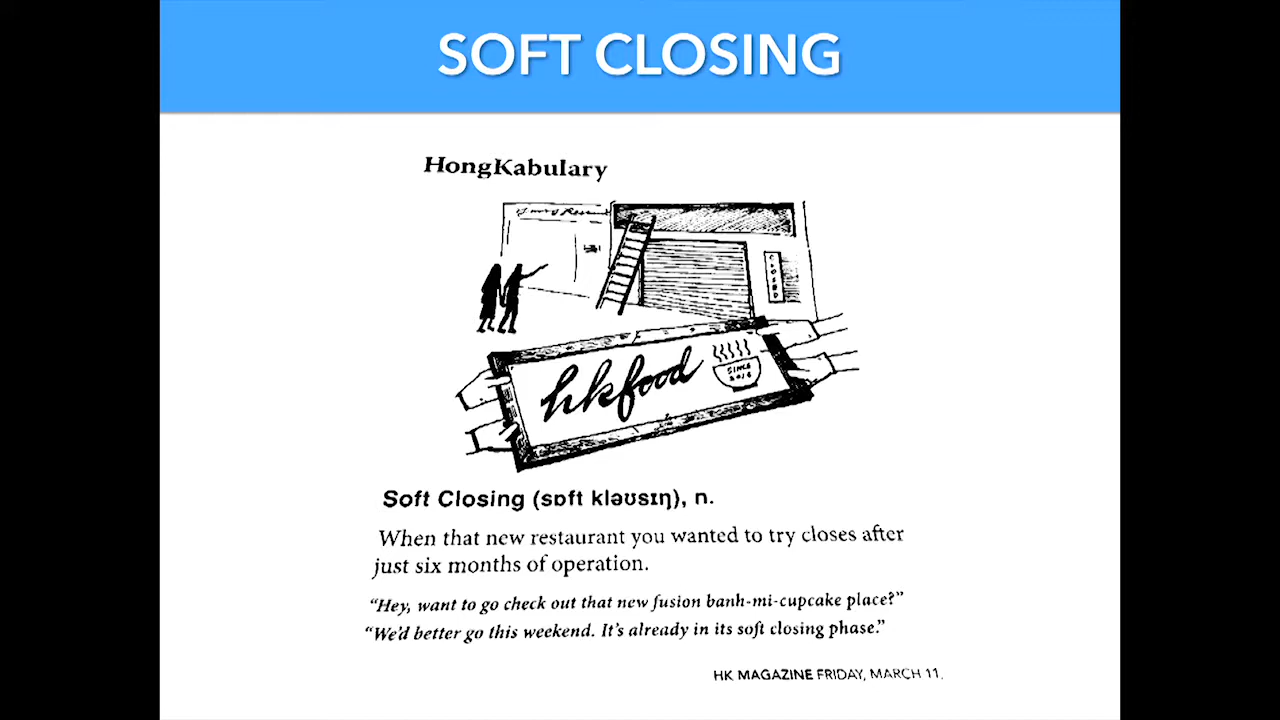 SOFT CLOSING
HongKabulary
CLOSED
hkfood
SINCE
2016
Soft Closing (sɒft kləʊsɪŋ), n.
When that new restaurant you wanted to try closes after
just six months of operation.
“Hey, want to go check out that new fusion banh-mi-cupcake place?”
“We’d better go this weekend. It’s already in its soft closing phase.”
HK MAGAZINE FRIDAY, MARCH 11.